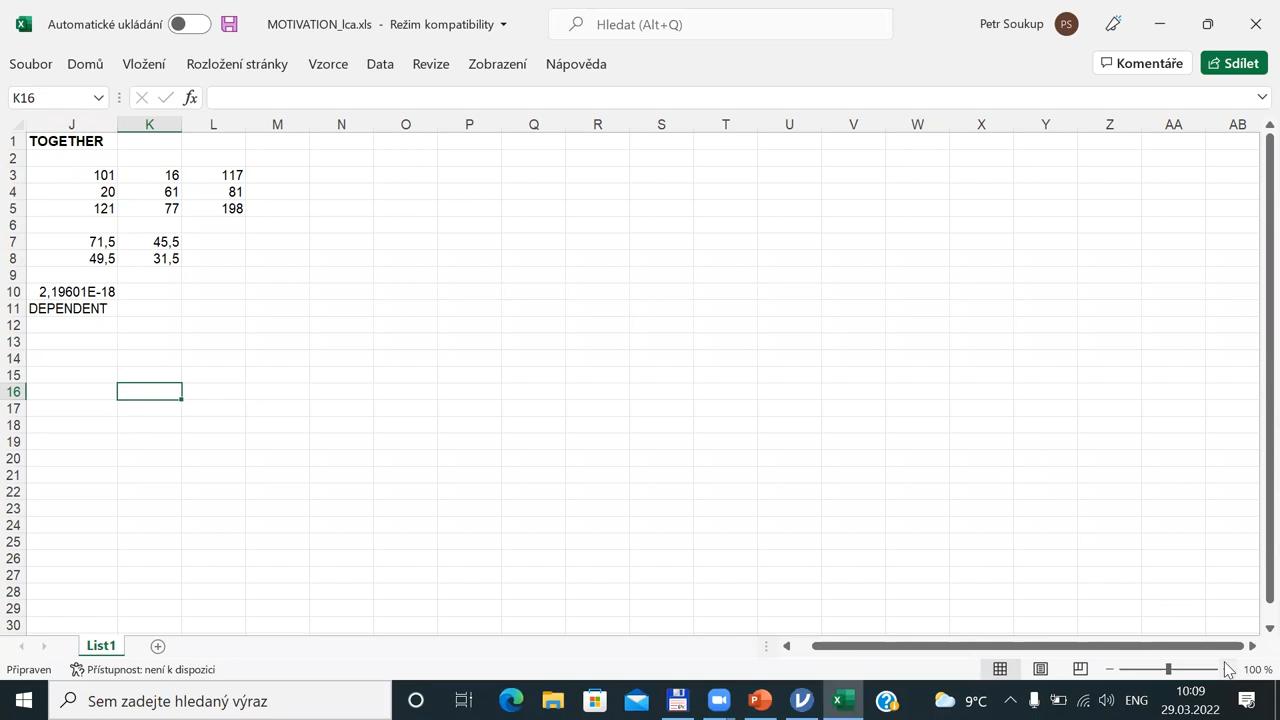 Automatické ukládání MOTIVATION_lca.xls - Režim kompatibility Hledat (Alt+Q) Petr Soukup PS
Soubor Domů Vložení Rozložení stránky Vzorce Data Revize Zobrazení Nápověda Komentáře Sdílet
K16 fx
J K L M N O P Q R S T U V W X Y Z AA AB
1 TOGETHER
2
3 101 16 117
4 20 61 81
5 121 77 198
6
7 71,5 45,5
8 49,5 31,5
9
10 2,19601E-18
11 DEPENDENT
12
13
14
15
16
17
18
19
20
21
22
23
24
25
26
27
28
29
30
List1
Připraven Přístupnost: není k dispozici 100 %
Sem zadejte hledaný výraz 9°C ENG 10:09
29.03.2022